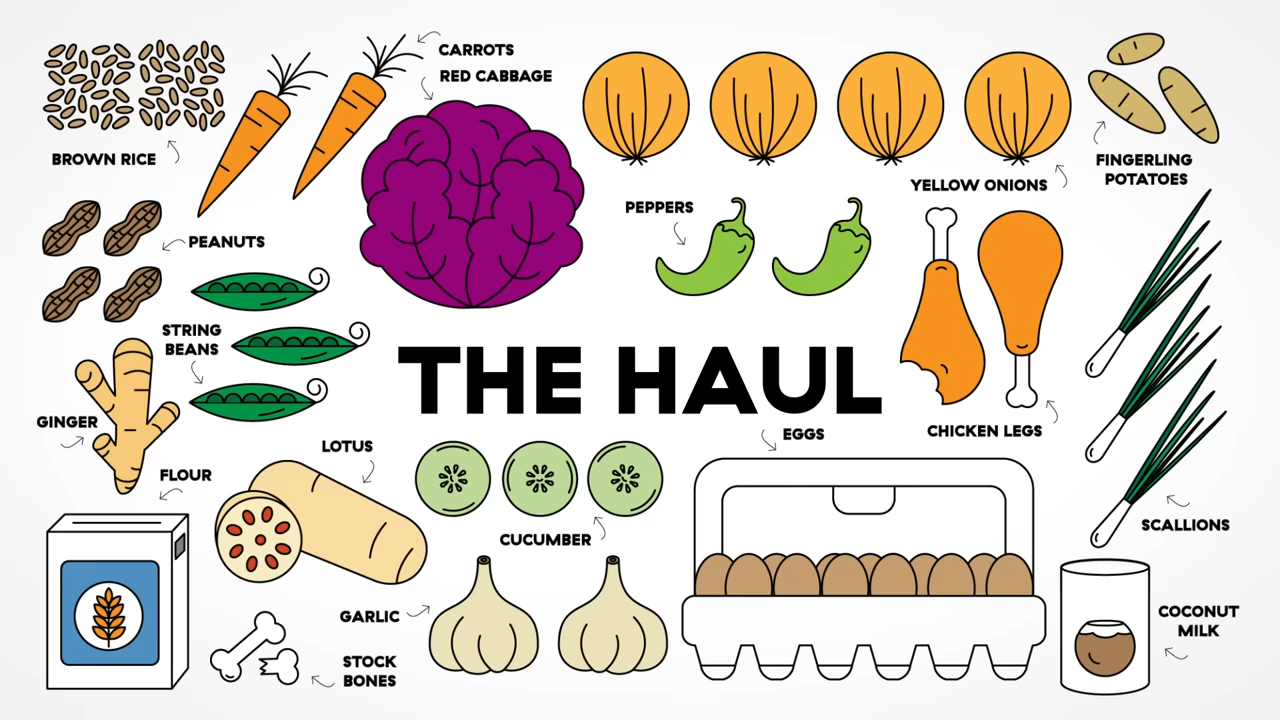 CARROTS
RED CABBAGE
BROWN RICE
YELLOW ONIONS
FINGERLING
POTATOES
PEPPERS
PEANUTS
STRING
BEANS
THE HAUL
GINGER
CHICKEN LEGS
EGGS
LOTUS
FLOUR
CUCUMBER
SCALLIONS
GARLIC
COCONUT
MILK
STOCK
BONES